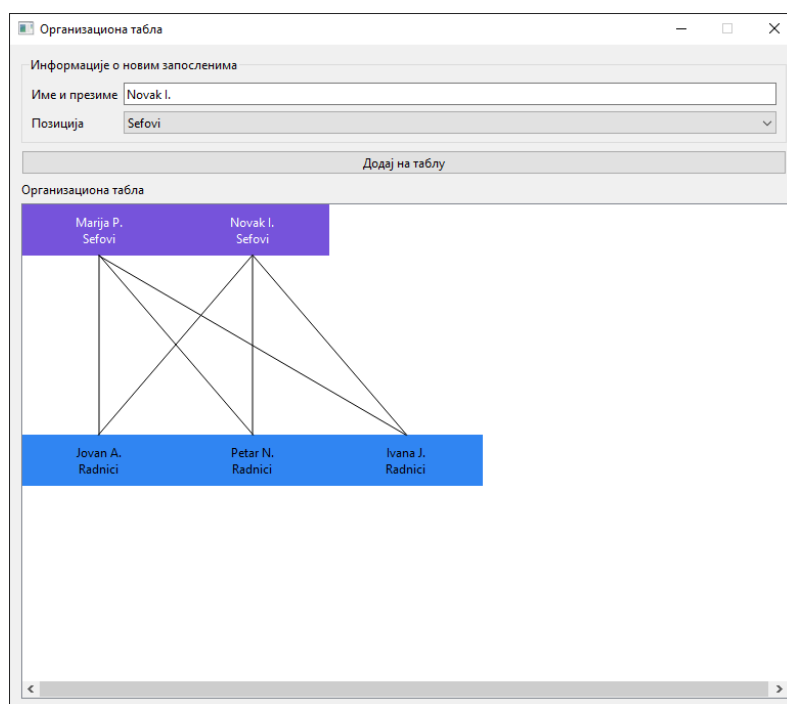 Организациона табла
Информације о новим запосленима
Име и презиме Novak I.
Позиција Sefovi
Додај на таблу
Организациона табла
Marija P. Novak I.
Sefovi Sefovi
Jovan A. Petar N. Ivana J.
Radnici Radnici Radnici